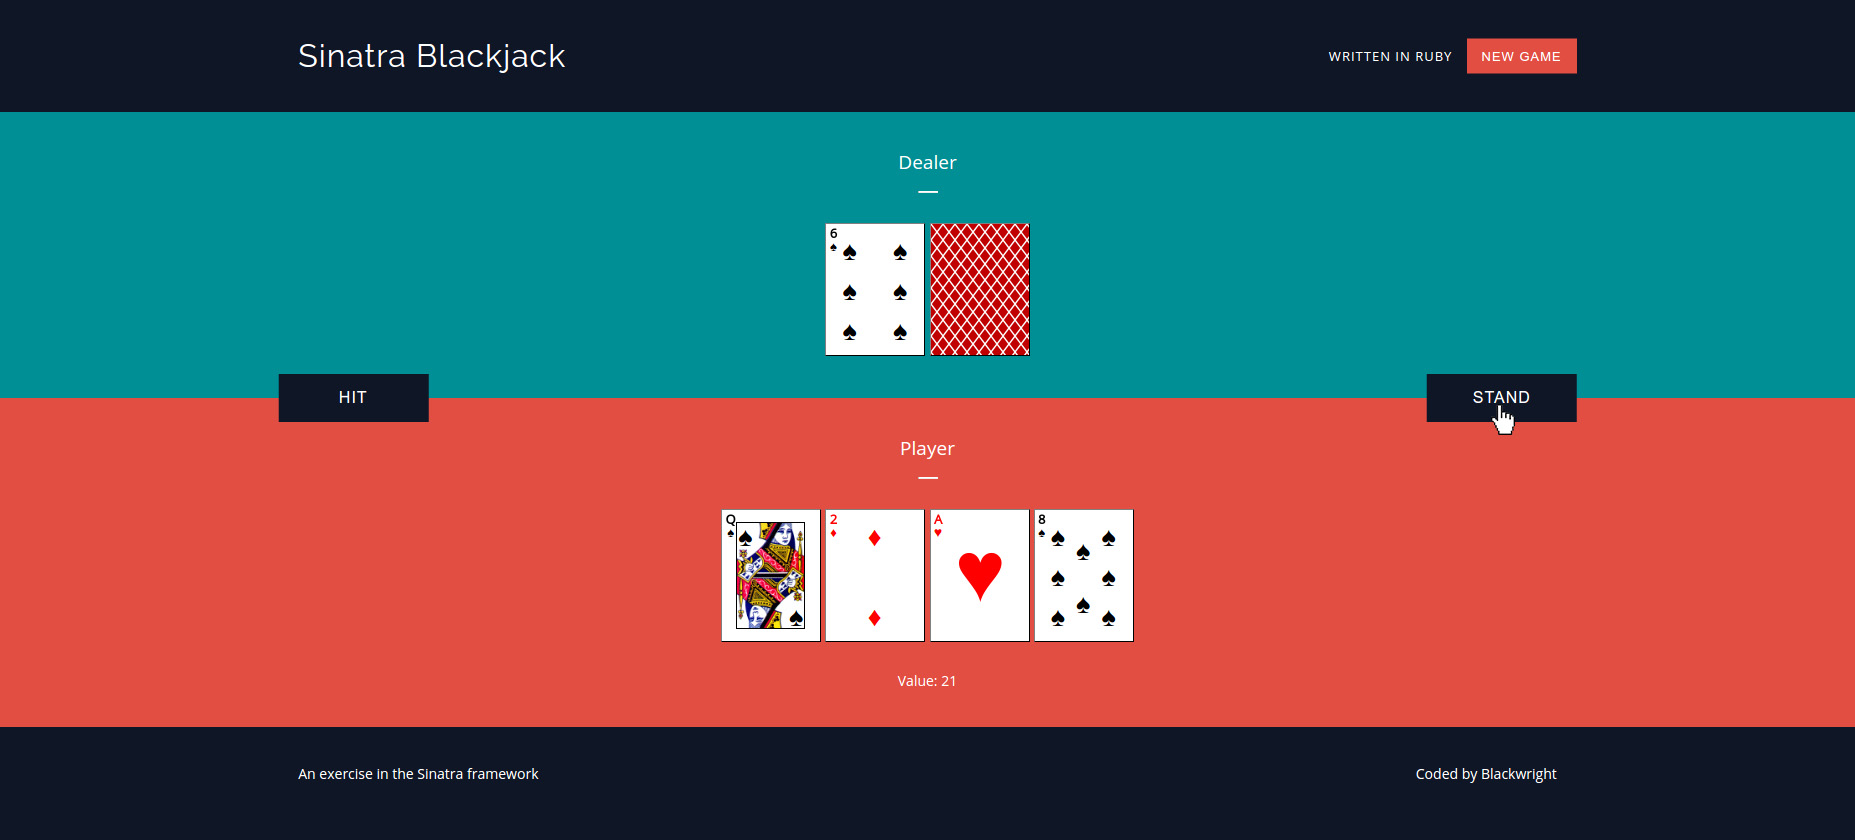 Sinatra Blackjack
WRITTEN IN RUBY
NEW GAME
Dealer
6
HIT
STAND
Player
Q
2
A
8
Value: 21
An exercise in the Sinatra framework
Coded by Blackwright